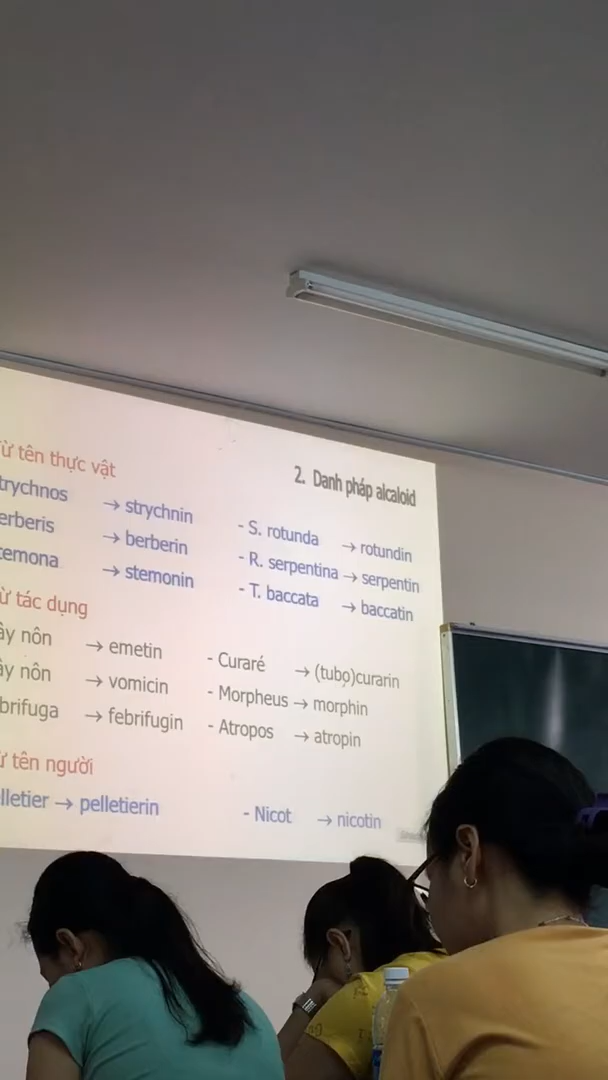 2. Danh pháp alcaloid
từ tên thực vật
trychnos → strychnin - S. rotunda → rotundin
erberis → berberin - R. serpentina → serpentin
temona → stemonin - T. baccata → baccatin
ừ tác dụng
ây nôn → emetin - Curaré → (tubo)curarin
ây nôn → vomicin - Morpheus → morphin
brifuga → febrifugin - Atropos → atropin
ừ tên người
lletier → pelletierin - Nicot → nicotin